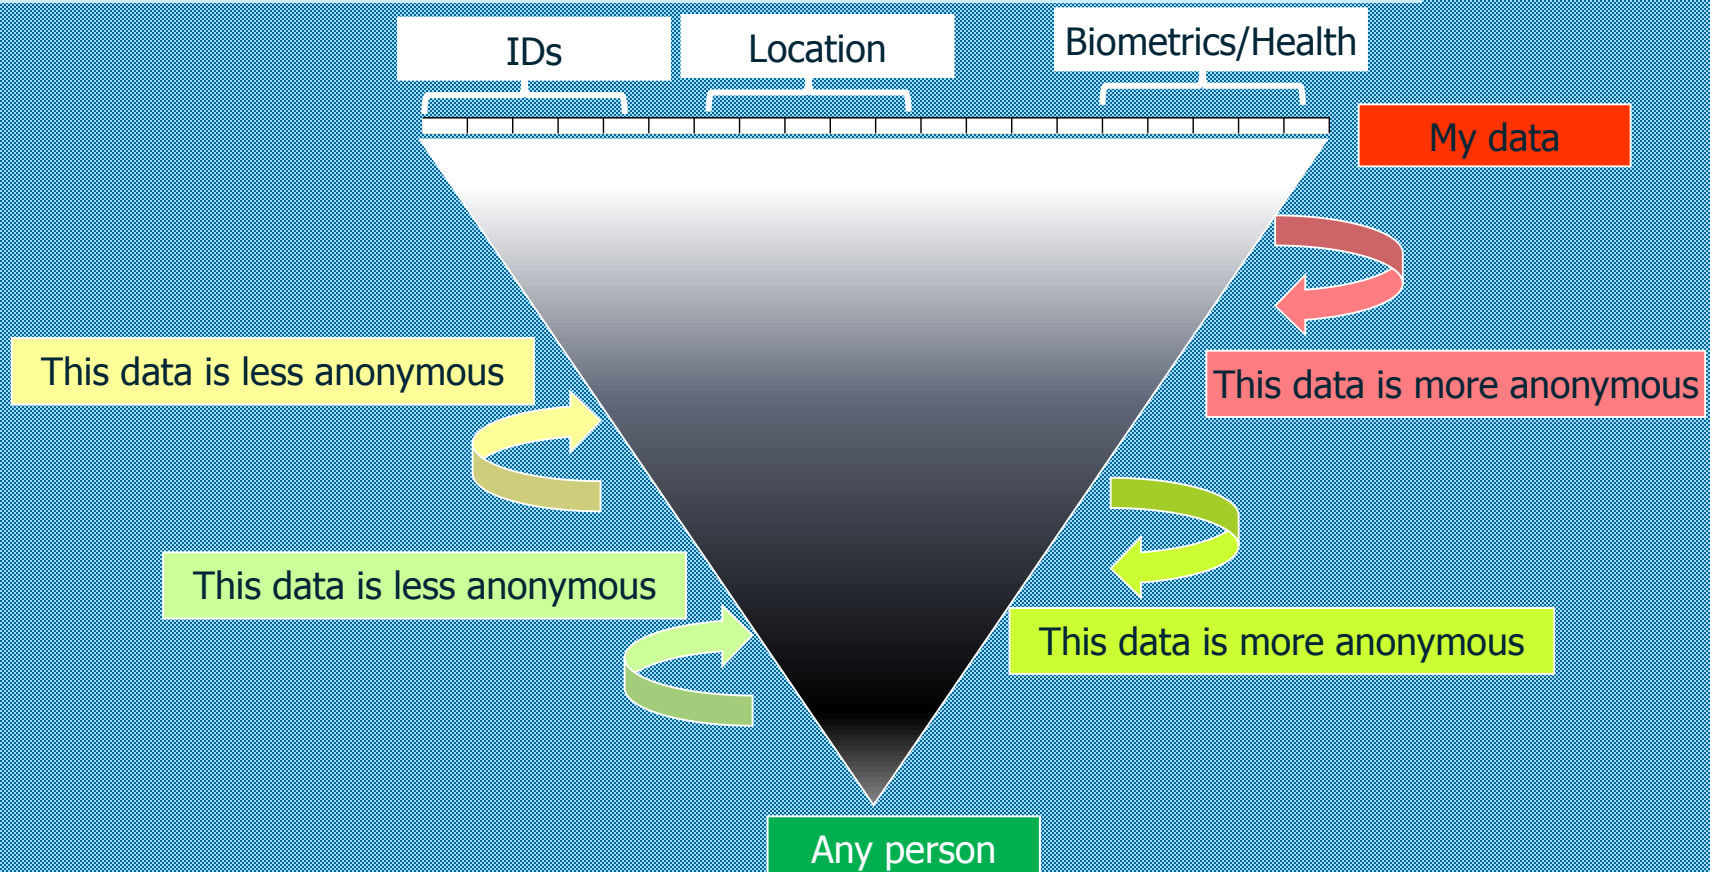 IDs
Location
Biometrics/Health
My data
This data is less anonymous
This data is more anonymous
This data is less anonymous
This data is more anonymous
Any person